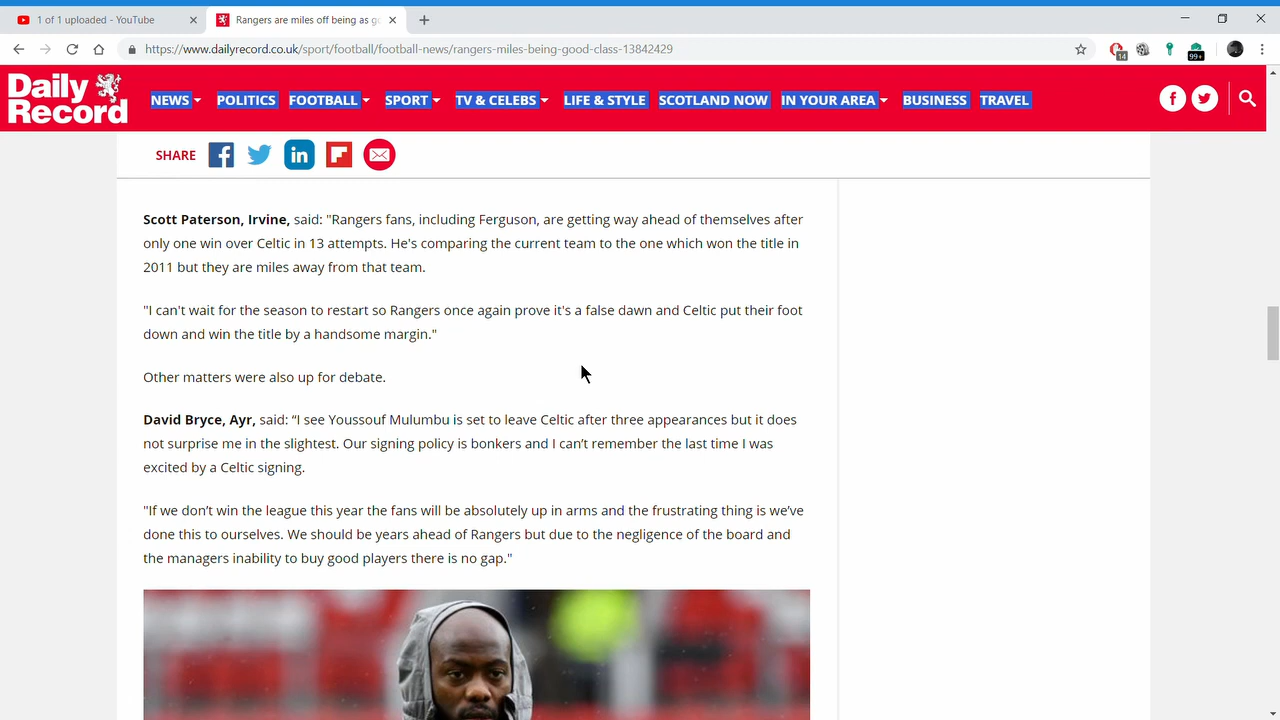 1 of 1 uploaded - YouTube
Rangers are miles off being as go
https://www.dailyrecord.co.uk/sport/football/football-news/rangers-miles-being-good-class-13842429
14
99+
Daily
Record
NEWS POLITICS FOOTBALL SPORT TV & CELEBS LIFE & STYLE SCOTLAND NOW IN YOUR AREA BUSINESS TRAVEL
SHARE
Scott Paterson, Irvine, said: "Rangers fans, including Ferguson, are getting way ahead of themselves after
only one win over Celtic in 13 attempts. He's comparing the current team to the one which won the title in
2011 but they are miles away from that team.
"I can't wait for the season to restart so Rangers once again prove it's a false dawn and Celtic put their foot
down and win the title by a handsome margin."
Other matters were also up for debate.
David Bryce, Ayr, said: “I see Youssouf Mulumbu is set to leave Celtic after three appearances but it does
not surprise me in the slightest. Our signing policy is bonkers and I can’t remember the last time I was
excited by a Celtic signing.
"If we don’t win the league this year the fans will be absolutely up in arms and the frustrating thing is we’ve
done this to ourselves. We should be years ahead of Rangers but due to the negligence of the board and
the managers inability to buy good players there is no gap."